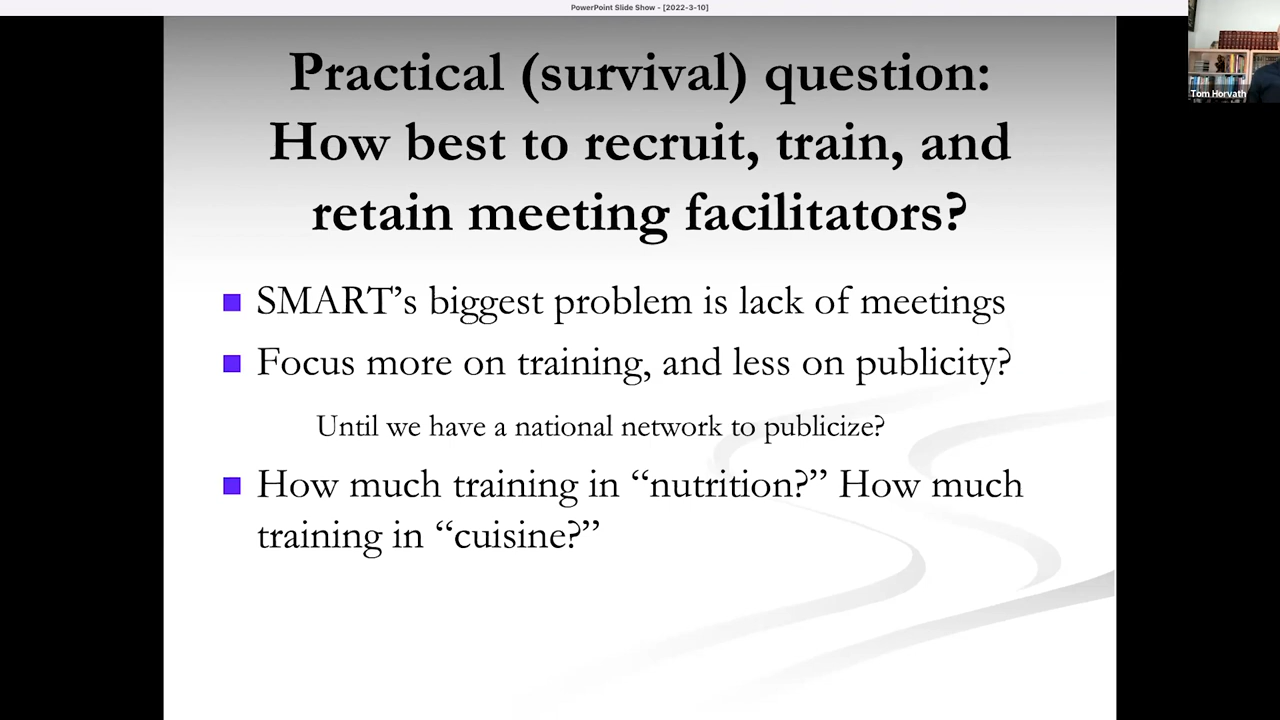 PowerPoint Slide Show - [2022-3-10]
Tom Horvath
Practical (survival) question:
How best to recruit, train, and
retain meeting facilitators?
SMART’s biggest problem is lack of meetings
Focus more on training, and less on publicity?
Until we have a national network to publicize?
How much training in “nutrition?” How much
training in “cuisine?”